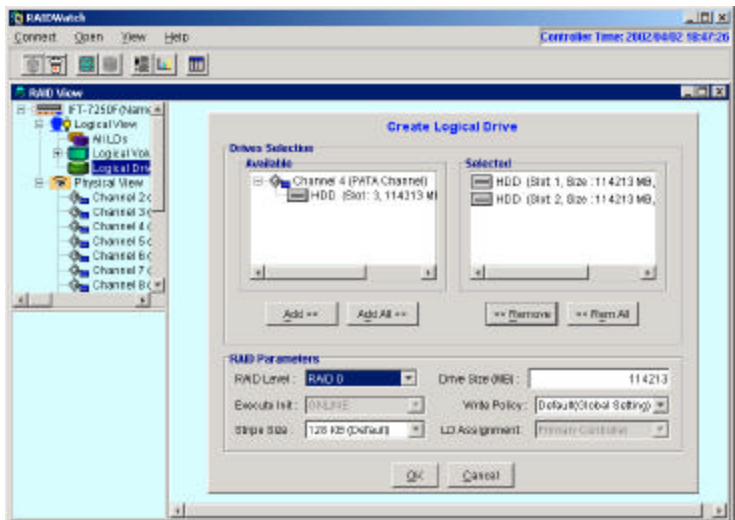 RAIDWatch
Connect Open View Help
Controller Time: 2002/04/02 18:47:26
RAID View
IFT-7250F(Name
Logical View
All LDs
Logical Volu
Logical Driv
Physical View
Channel 2(
Channel 3(
Channel 4(
Channel 5(
Channel 6(
Channel 7(
Channel 8(
Create Logical Drive
Drives Selection
Available
Channel 4 (PATA Channel)
HDD (Slot: 3, 114213 M
Selected
HDD (Slot 1, Size :114213 MB,
HDD (Slot 2, Size :114213 MB,
Add >>
Add All >>
<< Remove
<< Rem All
RAID Parameters
RAID Level : RAID 0
Drive Size (MB) : 114213
Execute Init : ONLINE
Write Policy : Default(Global Setting)
Stripe Size : 128 KB (Default)
LD Assignment: Primary Controller
OK
Cancel